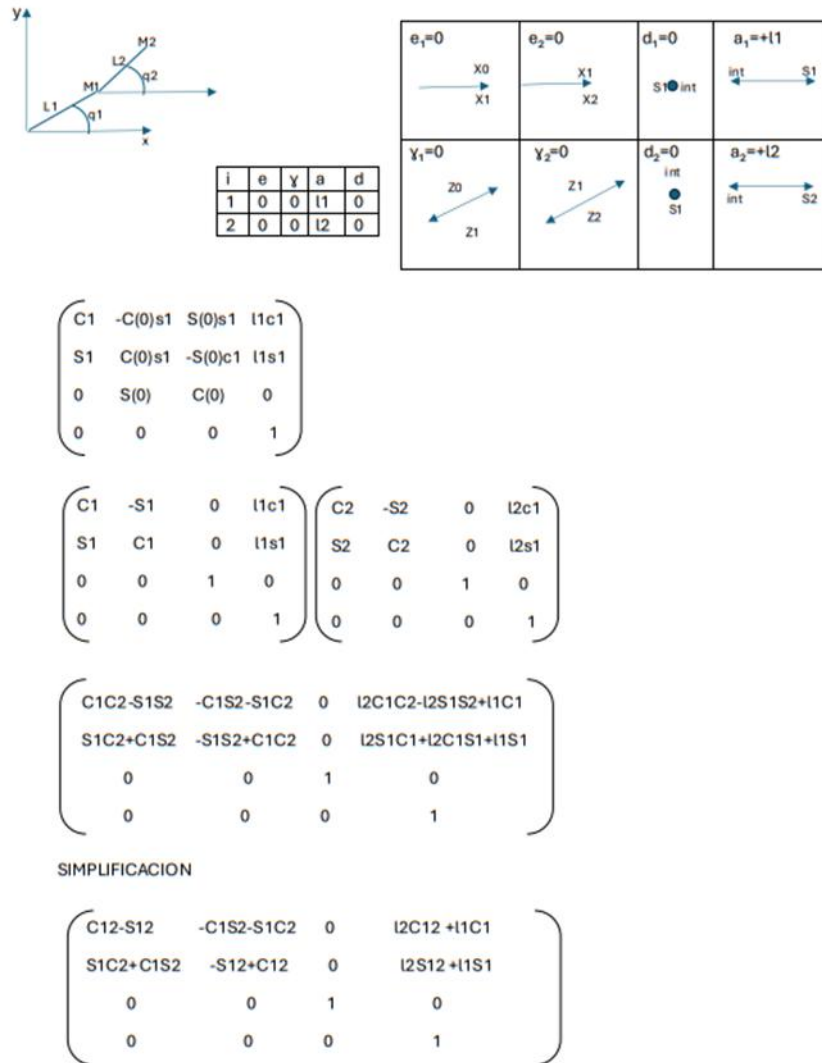 y
M2
L2
q2
M1
L1
q1
x
e₁=0 e₂=0 d₁=0 a₁=+l1
X0 X1 S1 int int S1
X1 X2
ɣ₁=0 ɣ₂=0 d₂=0 a₂=+l2
Z0 Z1 int int S2
Z1 Z2 S1
i e ɣ a d
1 0 0 l1 0
2 0 0 l2 0
C1 -C(0)s1 S(0)s1 l1c1
S1 C(0)s1 -S(0)c1 l1s1
0 S(0) C(0) 0
0 0 0 1
C1 -S1 0 l1c1 C2 -S2 0 l2c1
S1 C1 0 l1s1 S2 C2 0 l2s1
0 0 1 0 0 0 1 0
0 0 0 1 0 0 0 1
C1C2-S1S2 -C1S2-S1C2 0 l2C1C2-l2S1S2+l1C1
S1C2+C1S2 -S1S2+C1C2 0 l2S1C1+l2C1S1+l1S1
0 0 1 0
0 0 0 1
SIMPLIFICACION
C12-S12 -C1S2-S1C2 0 l2C12 +l1C1
S1C2+C1S2 -S12+C12 0 l2S12 +l1S1
0 0 1 0
0 0 0 1